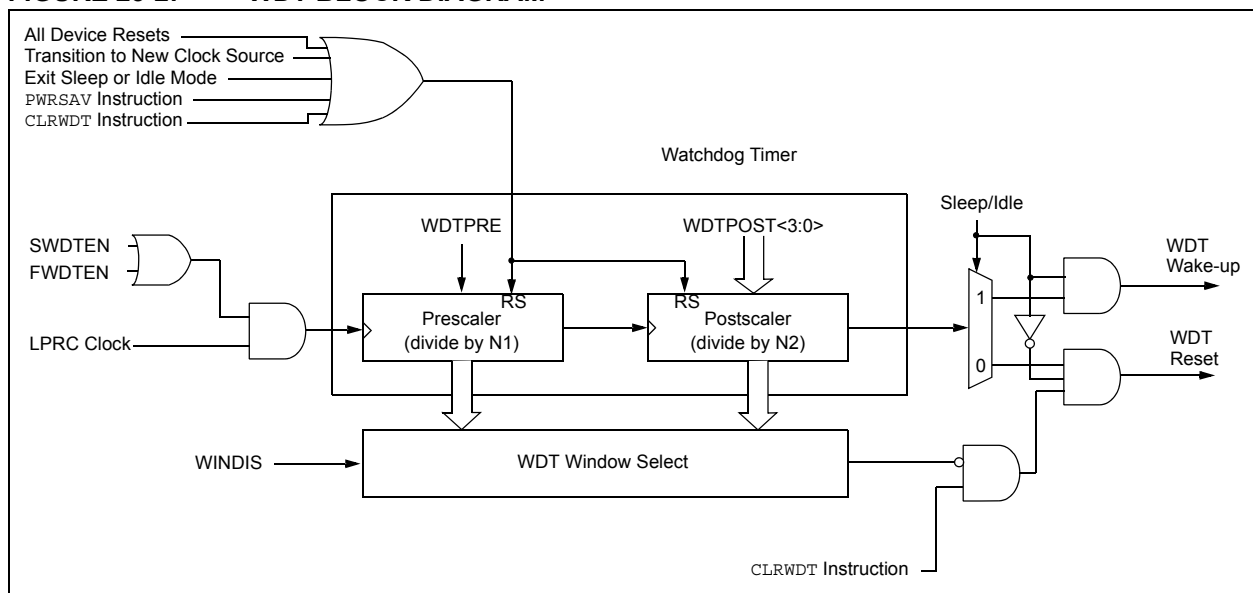 All Device Resets
Transition to New Clock Source
Exit Sleep or Idle Mode
PWRSAV Instruction
CLRWDT Instruction
Watchdog Timer
Sleep/Idle
WDTPRE
WDTPOST<3:0>
SWDTEN
FWDTEN
WDT
Wake-up
RS
RS
1
Prescaler
(divide by N1)
Postscaler
(divide by N2)
LPRC Clock
WDT
Reset
0
WINDIS
WDT Window Select
CLRWDT Instruction